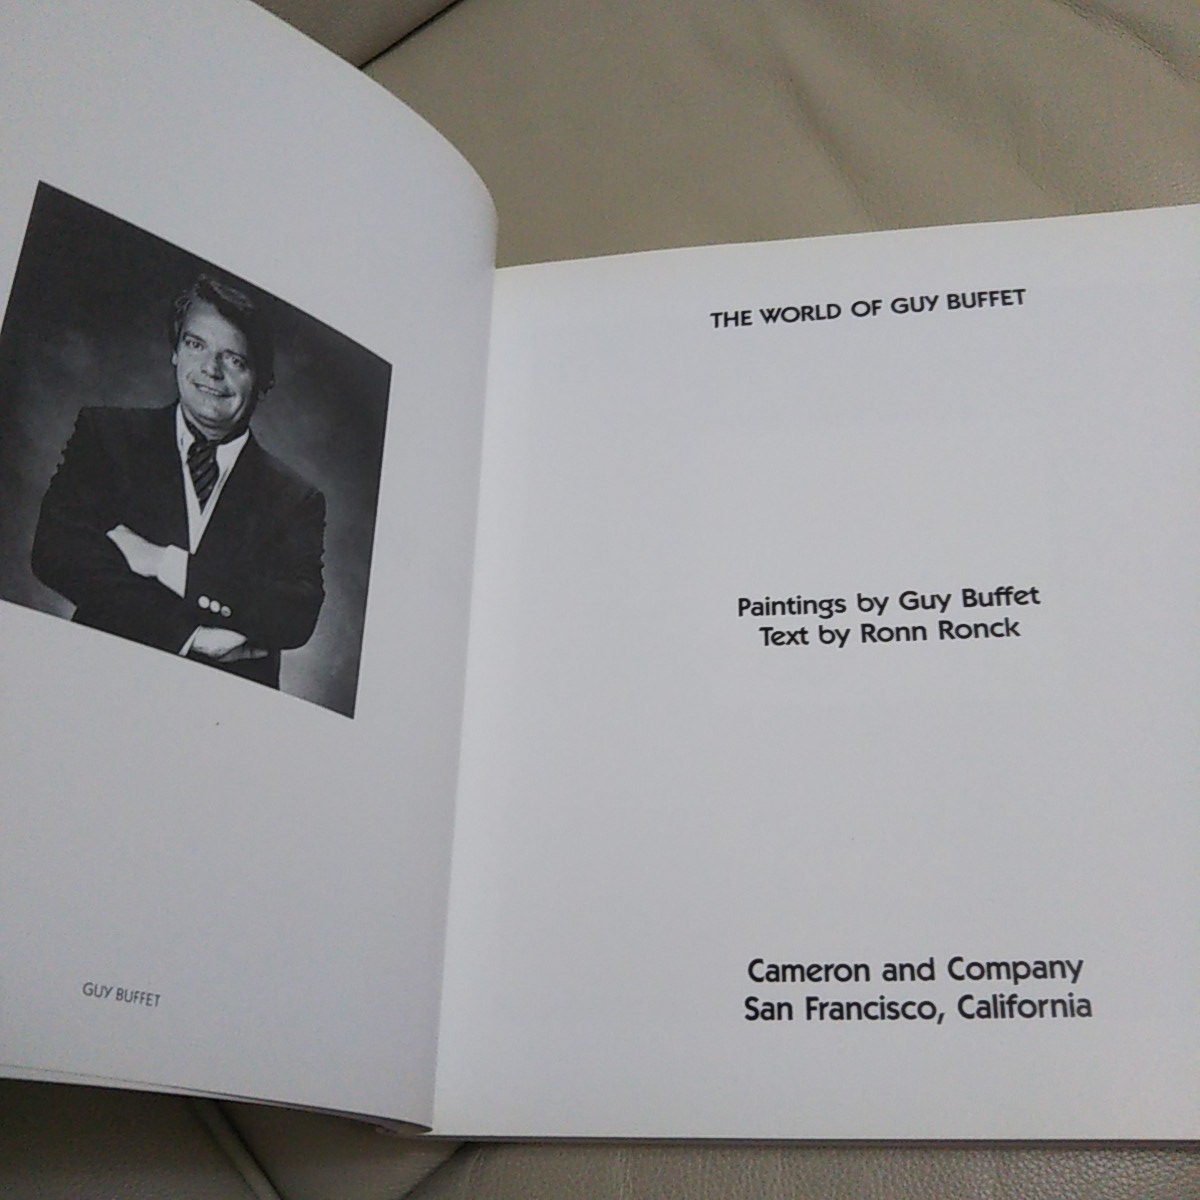 GUY BUFFET
THE WORLD OF GUY BUFFET
Paintings by Guy Buffet
Text by Ronn Ronck
Cameron and Company
San Francisco, California